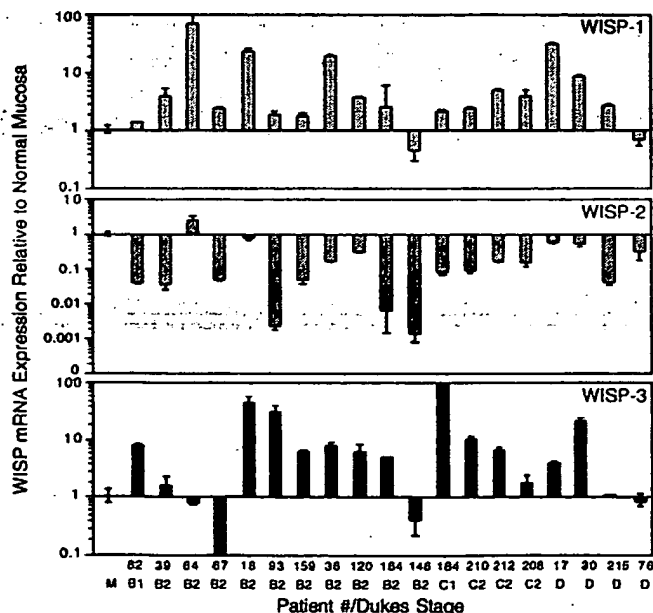 WISP mRNA Expression Relative to Normal Mucosa
100
WISP-1
10
1
0.1
10
WISP-2
1
0.1
0.01
0.001
0
100
WISP-3
10
1
0.1
39 64 67 18 93 159 36 120 184 146 184 210 212 208 17 30 215 76
M B1 B2 B2 B2 B2 B2 B2 B2 B2 B2 B2 C1 C2 C2 C2 D D D D
Patient #/Dukes Stage